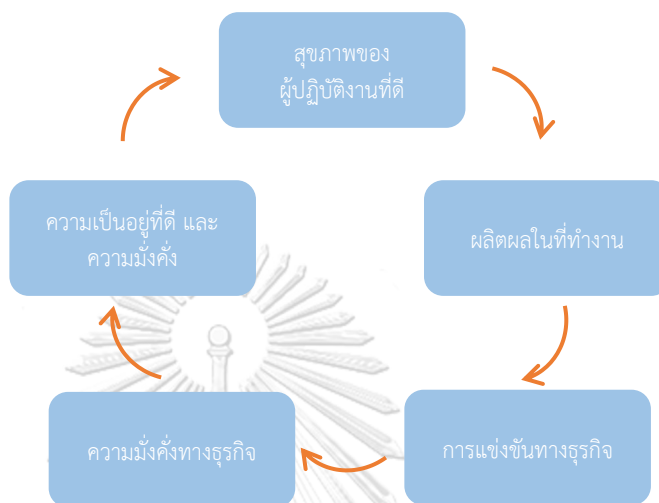 สุขภาพของ
ผู้ปฏิบัติงานที่ดี
ผลิตผลในที่ทำงาน
การแข่งขันทางธุรกิจ
ความมั่งคั่งทางธุรกิจ
ความเป็นอยู่ที่ดี และ
ความมั่งคั่ง